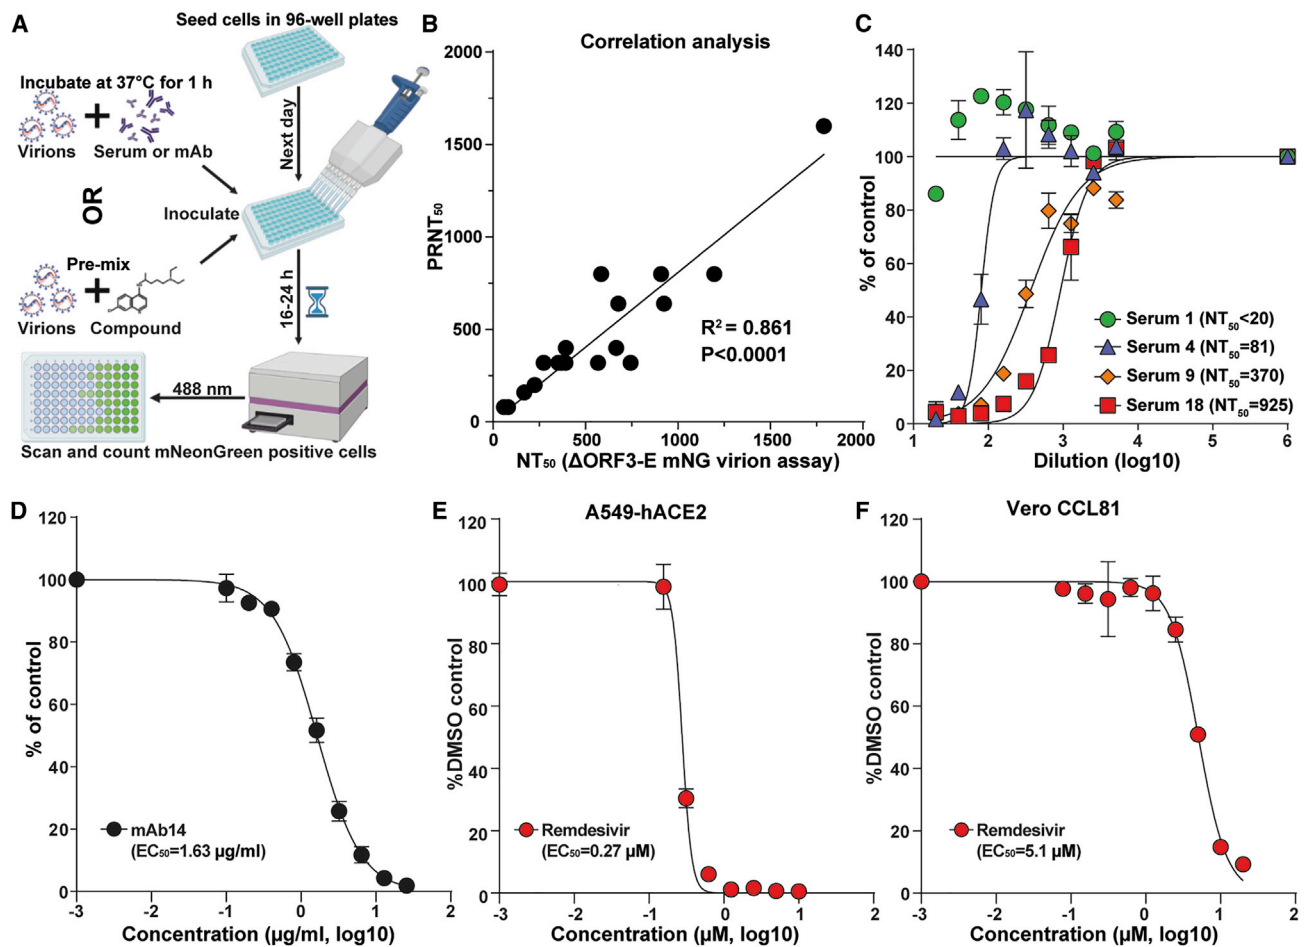 A
Seed cells in 96-well plates
Incubate at 37°C for 1 h
Virions
Serum or mAb
Next day
OR
Inoculate
Pre-mix
Virions
Compound
16-24 h
488 nm
Scan and count mNeonGreen positive cells
B
Correlation analysis
PRNT50
2000
1500
1000
500
0
R2 = 0.861
P<0.0001
0 500 1000 1500 2000
NT50 (ΔORF3-E mNG virion assay)
C
% of control
140
120
100
80
60
40
20
0
Serum 1 (NT50<20)
Serum 4 (NT50=81)
Serum 9 (NT50=370)
Serum 18 (NT50=925)
1 2 3 4 5 6
Dilution (log10)
D
% of control
120
100
80
60
40
20
0
mAb14
(EC50=1.63 µg/ml)
-3 -2 -1 0 1 2
Concentration (µg/ml, log10)
E
A549-hACE2
%DMSO control
120
100
80
60
40
20
0
Remdesivir
(EC50=0.27 µM)
-3 -2 -1 0 1 2
Concentration (µM, log10)
F
Vero CCL81
%DMSO control
120
100
80
60
40
20
0
Remdesivir
(EC50=5.1 µM)
-3 -2 -1 0 1 2
Concentration (µM, log10)